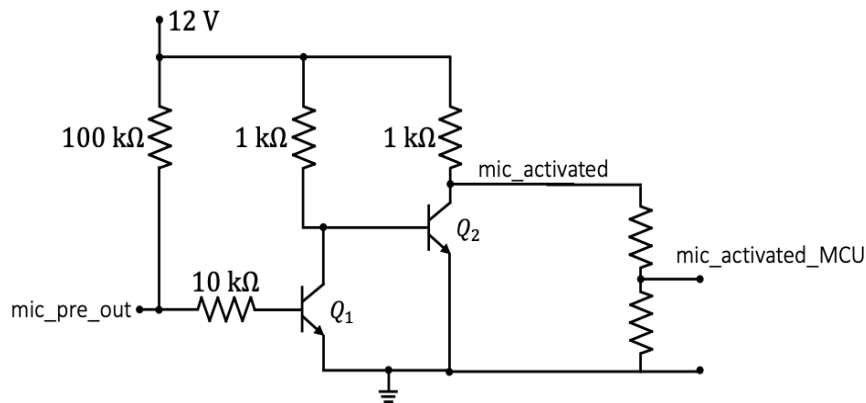 12 V
100 kΩ
1 kΩ
1 kΩ
mic_activated
Q₂
mic_activated_MCU
10 kΩ
mic_pre_out
Q₁